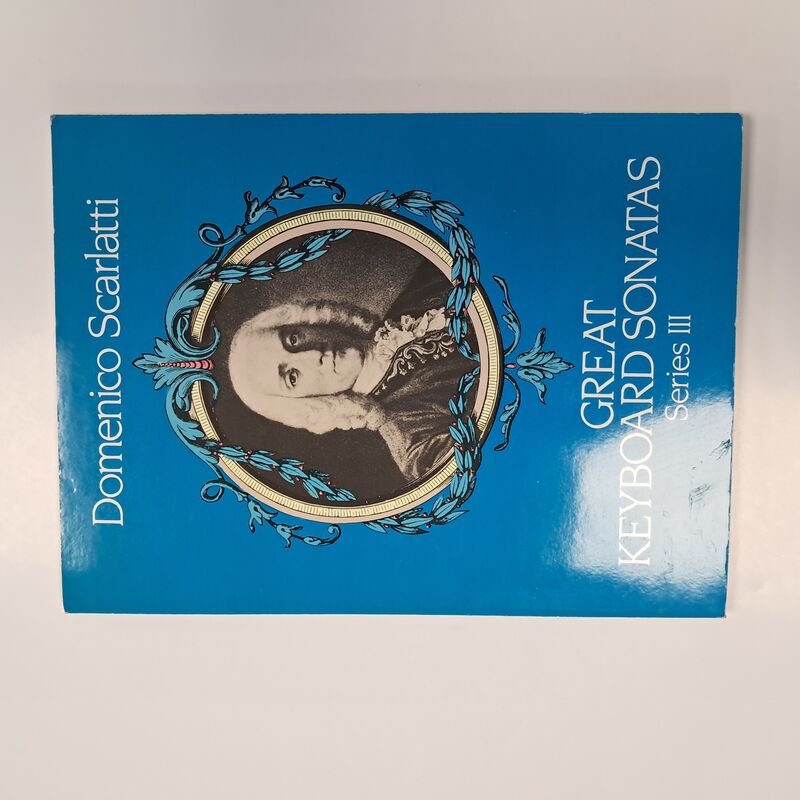 Domenico Scarlatti
GREAT
KEYBOARD SONATAS
Series III